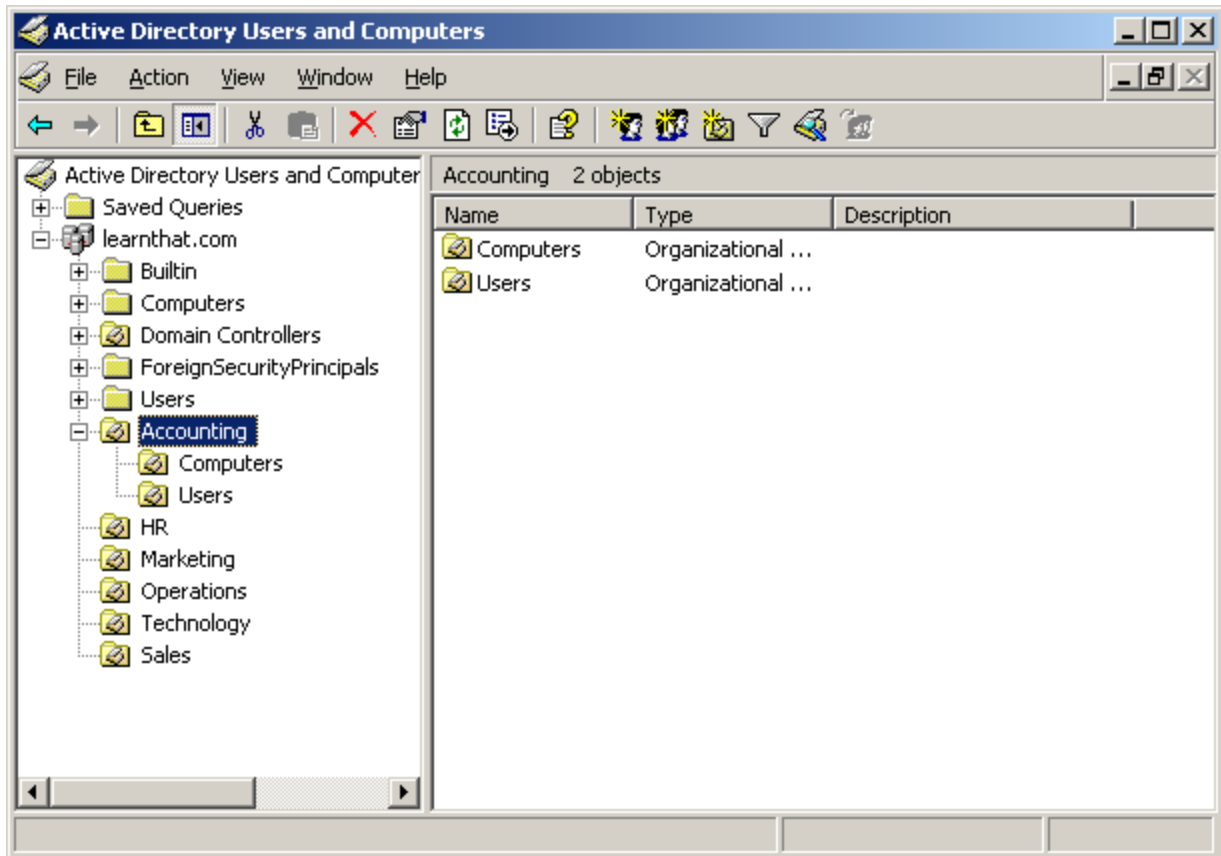 Active Directory Users and Computers
File Action View Window Help
Active Directory Users and Computer
Saved Queries
learnthat.com
Builtin
Computers
Domain Controllers
ForeignSecurityPrincipals
Users
Accounting
Computers
Users
HR
Marketing
Operations
Technology
Sales
Accounting 2 objects
Name Type Description
Computers Organizational ...
Users Organizational ...